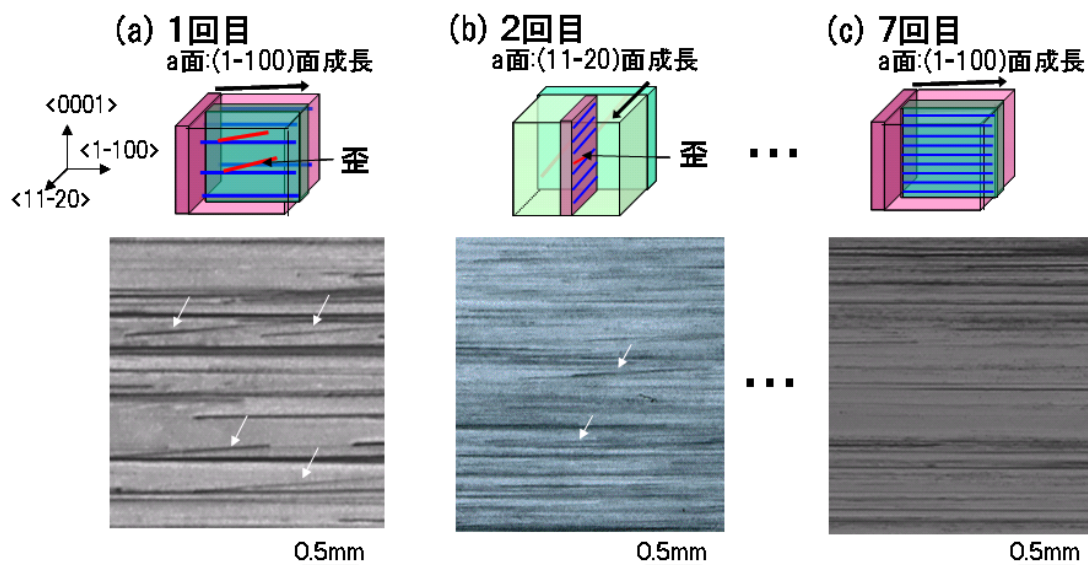 (a) 1回目
a面:(1-100)面成長
<0001>
<1-100>
<11-20>
歪
0.5mm
(b) 2回目
a面:(11-20)面成長
歪
・・・
・・・
0.5mm
(c) 7回目
a面:(1-100)面成長
0.5mm